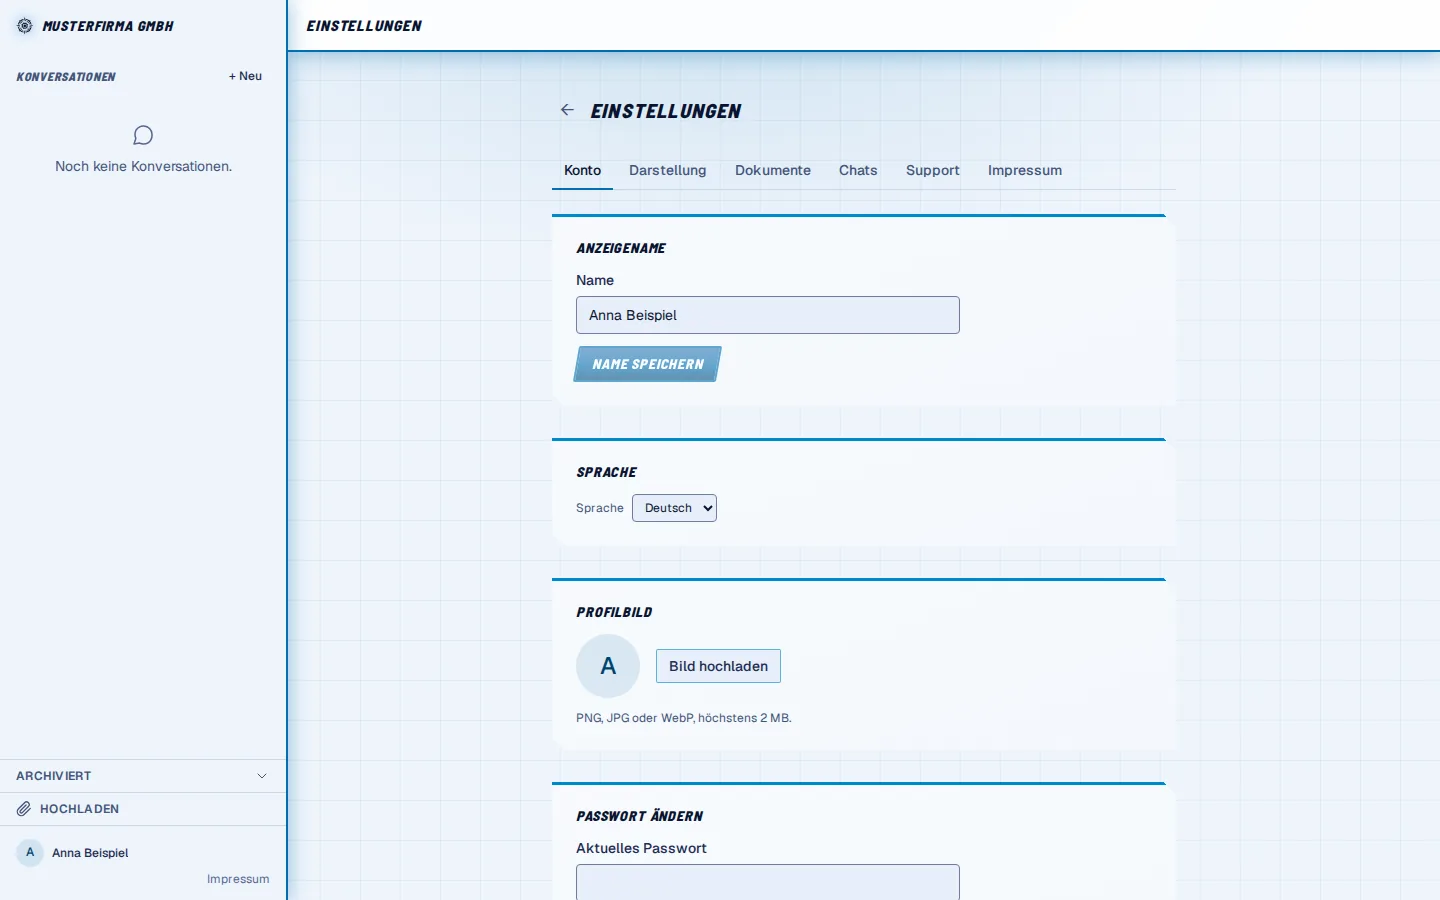 MUSTERFIRMA GMBH
EINSTELLUNGEN
KONVERSATIONEN
+ Neu
Noch keine Konversationen.
EINSTELLUNGEN
Konto Darstellung Dokumente Chats Support Impressum
ANZEIGENAME
Name
Anna Beispiel
NAME SPEICHERN
SPRACHE
Sprache Deutsch
PROFILBILD
A
Bild hochladen
PNG, JPG oder WebP, höchstens 2 MB.
PASSWORT ÄNDERN
Aktuelles Passwort
ARCHIVIERT
HOCHLADEN
A Anna Beispiel
Impressum